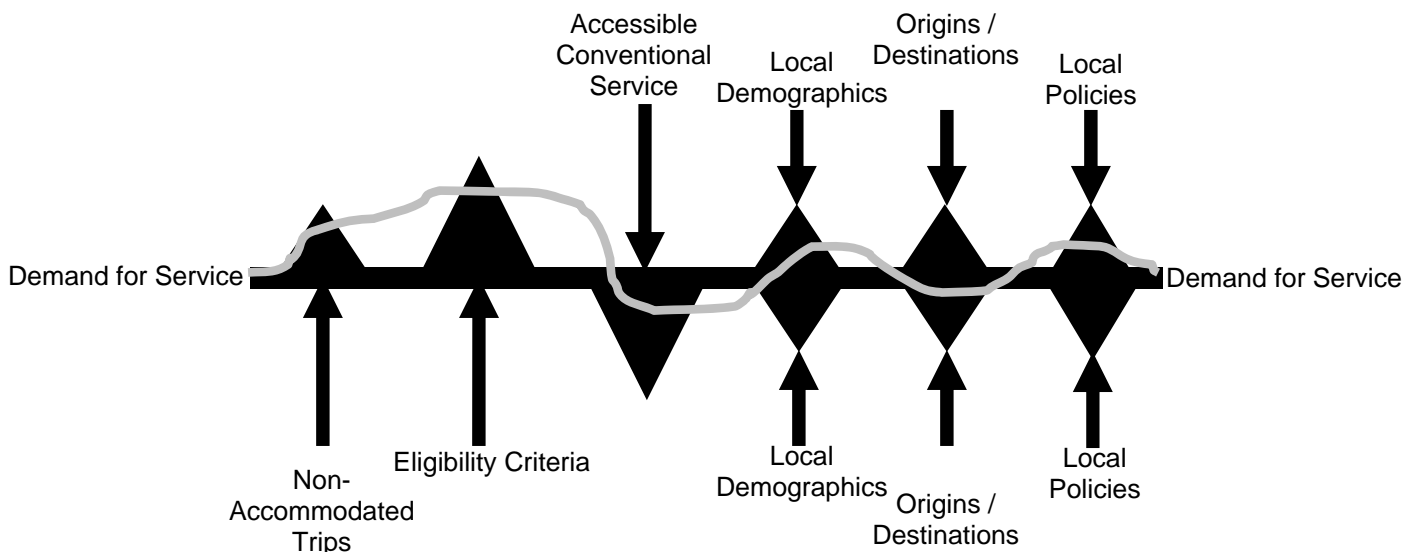 Accessible
Conventional
Service
Local
Demographics
Origins /
Destinations
Local
Policies
Demand for Service
Demand for Service
Non-
Accommodated
Trips
Eligibility Criteria
Local
Demographics
Origins /
Destinations
Local
Policies